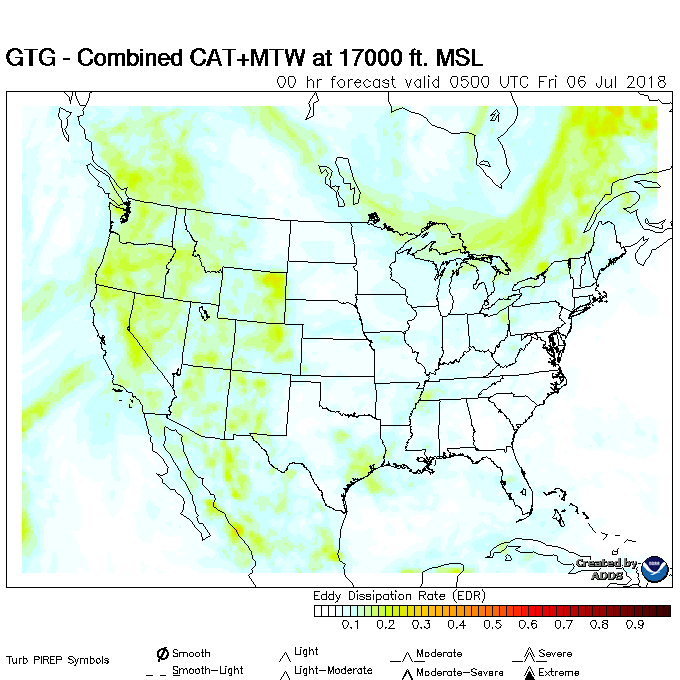 GTG - Combined CAT+MTW at 17000 ft. MSL
00 hr forecast valid 0500 UTC Fri 06 Jul 2018
Created by
ADDS
Eddy Dissipation Rate (EDR)
0.1 0.2 0.3 0.4 0.5 0.6 0.7 0.8 0.9
Turb PIREP Symbols
Smooth Light Moderate Severe
Smooth-Light Light-Moderate Moderate-Severe Extreme